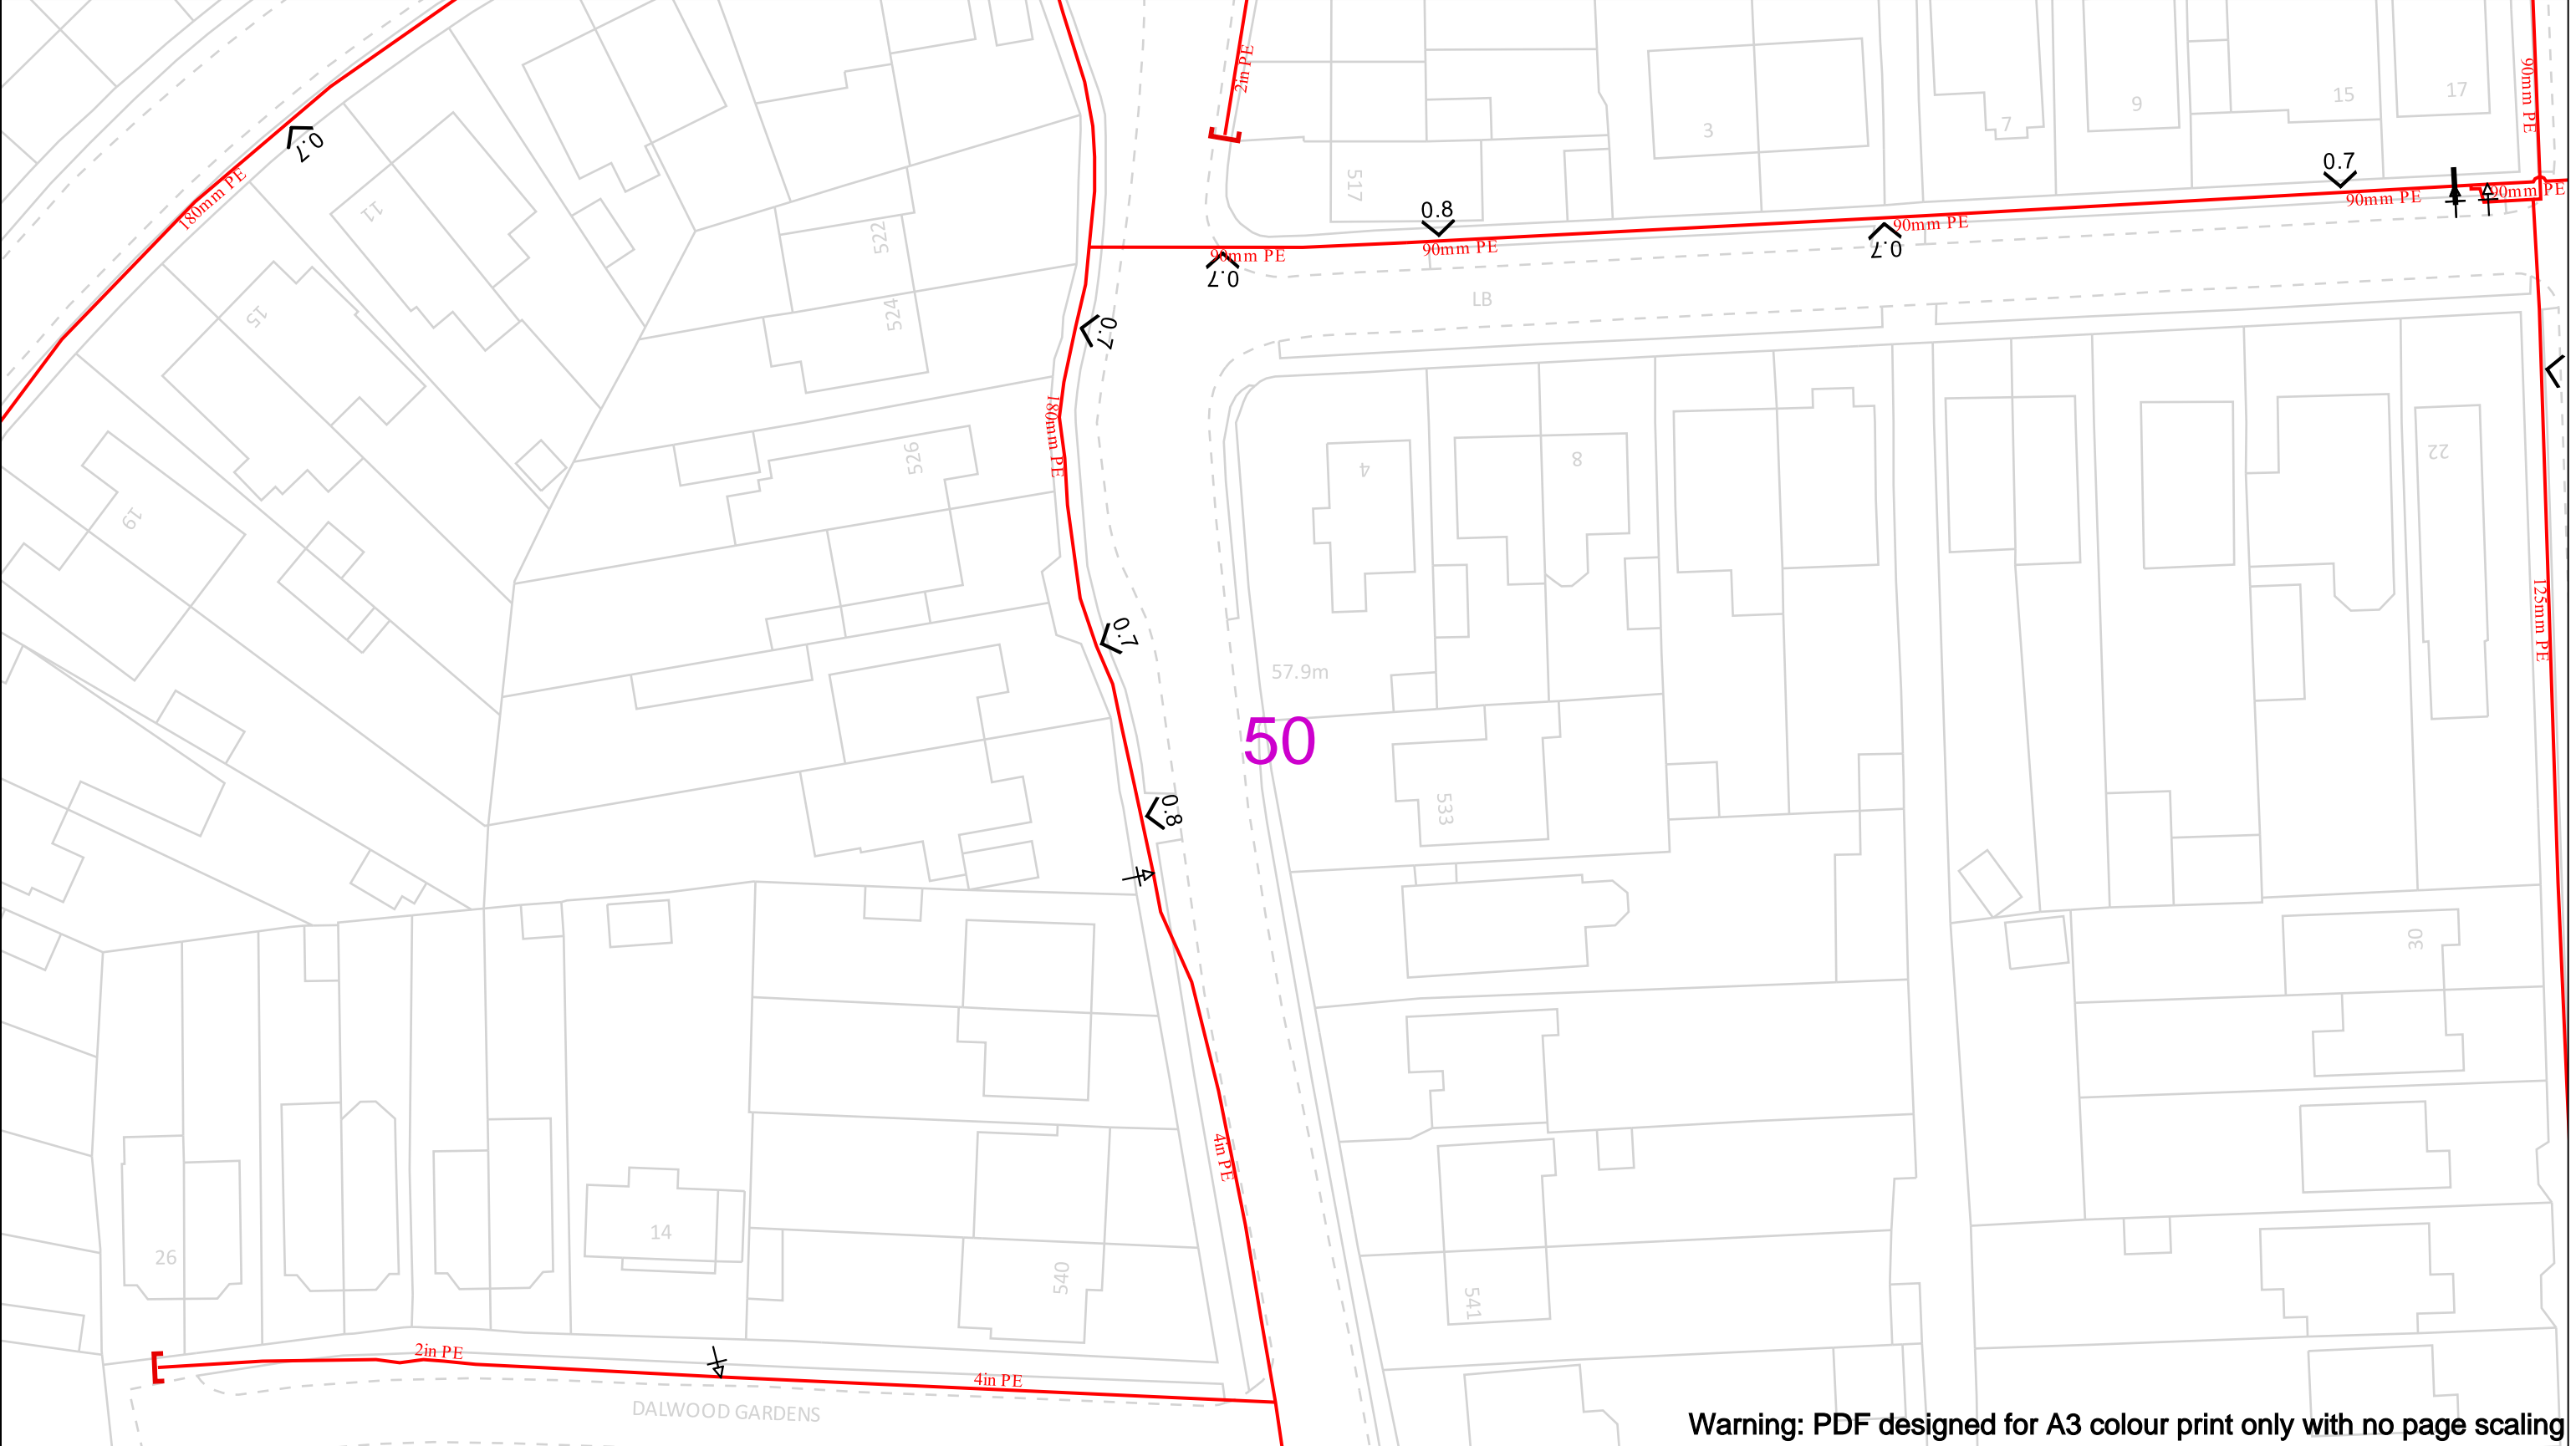 2in PE
90mm PE
17
15
9
7
3
0.7
180mm PE
11
517
0.7
90mm PE
90mm PE
0.8
90mm PE
0.7
90mm PE
522
90mm PE
0.7
15
524
LB
0.7
180mm PE
526
4
8
22
19
125mm PE
0.7
57.9m
50
533
0.8
30
4in PE
14
26
540
541
2in PE
4in PE
DALWOOD GARDENS
Warning: PDF designed for A3 colour print only with no page scaling